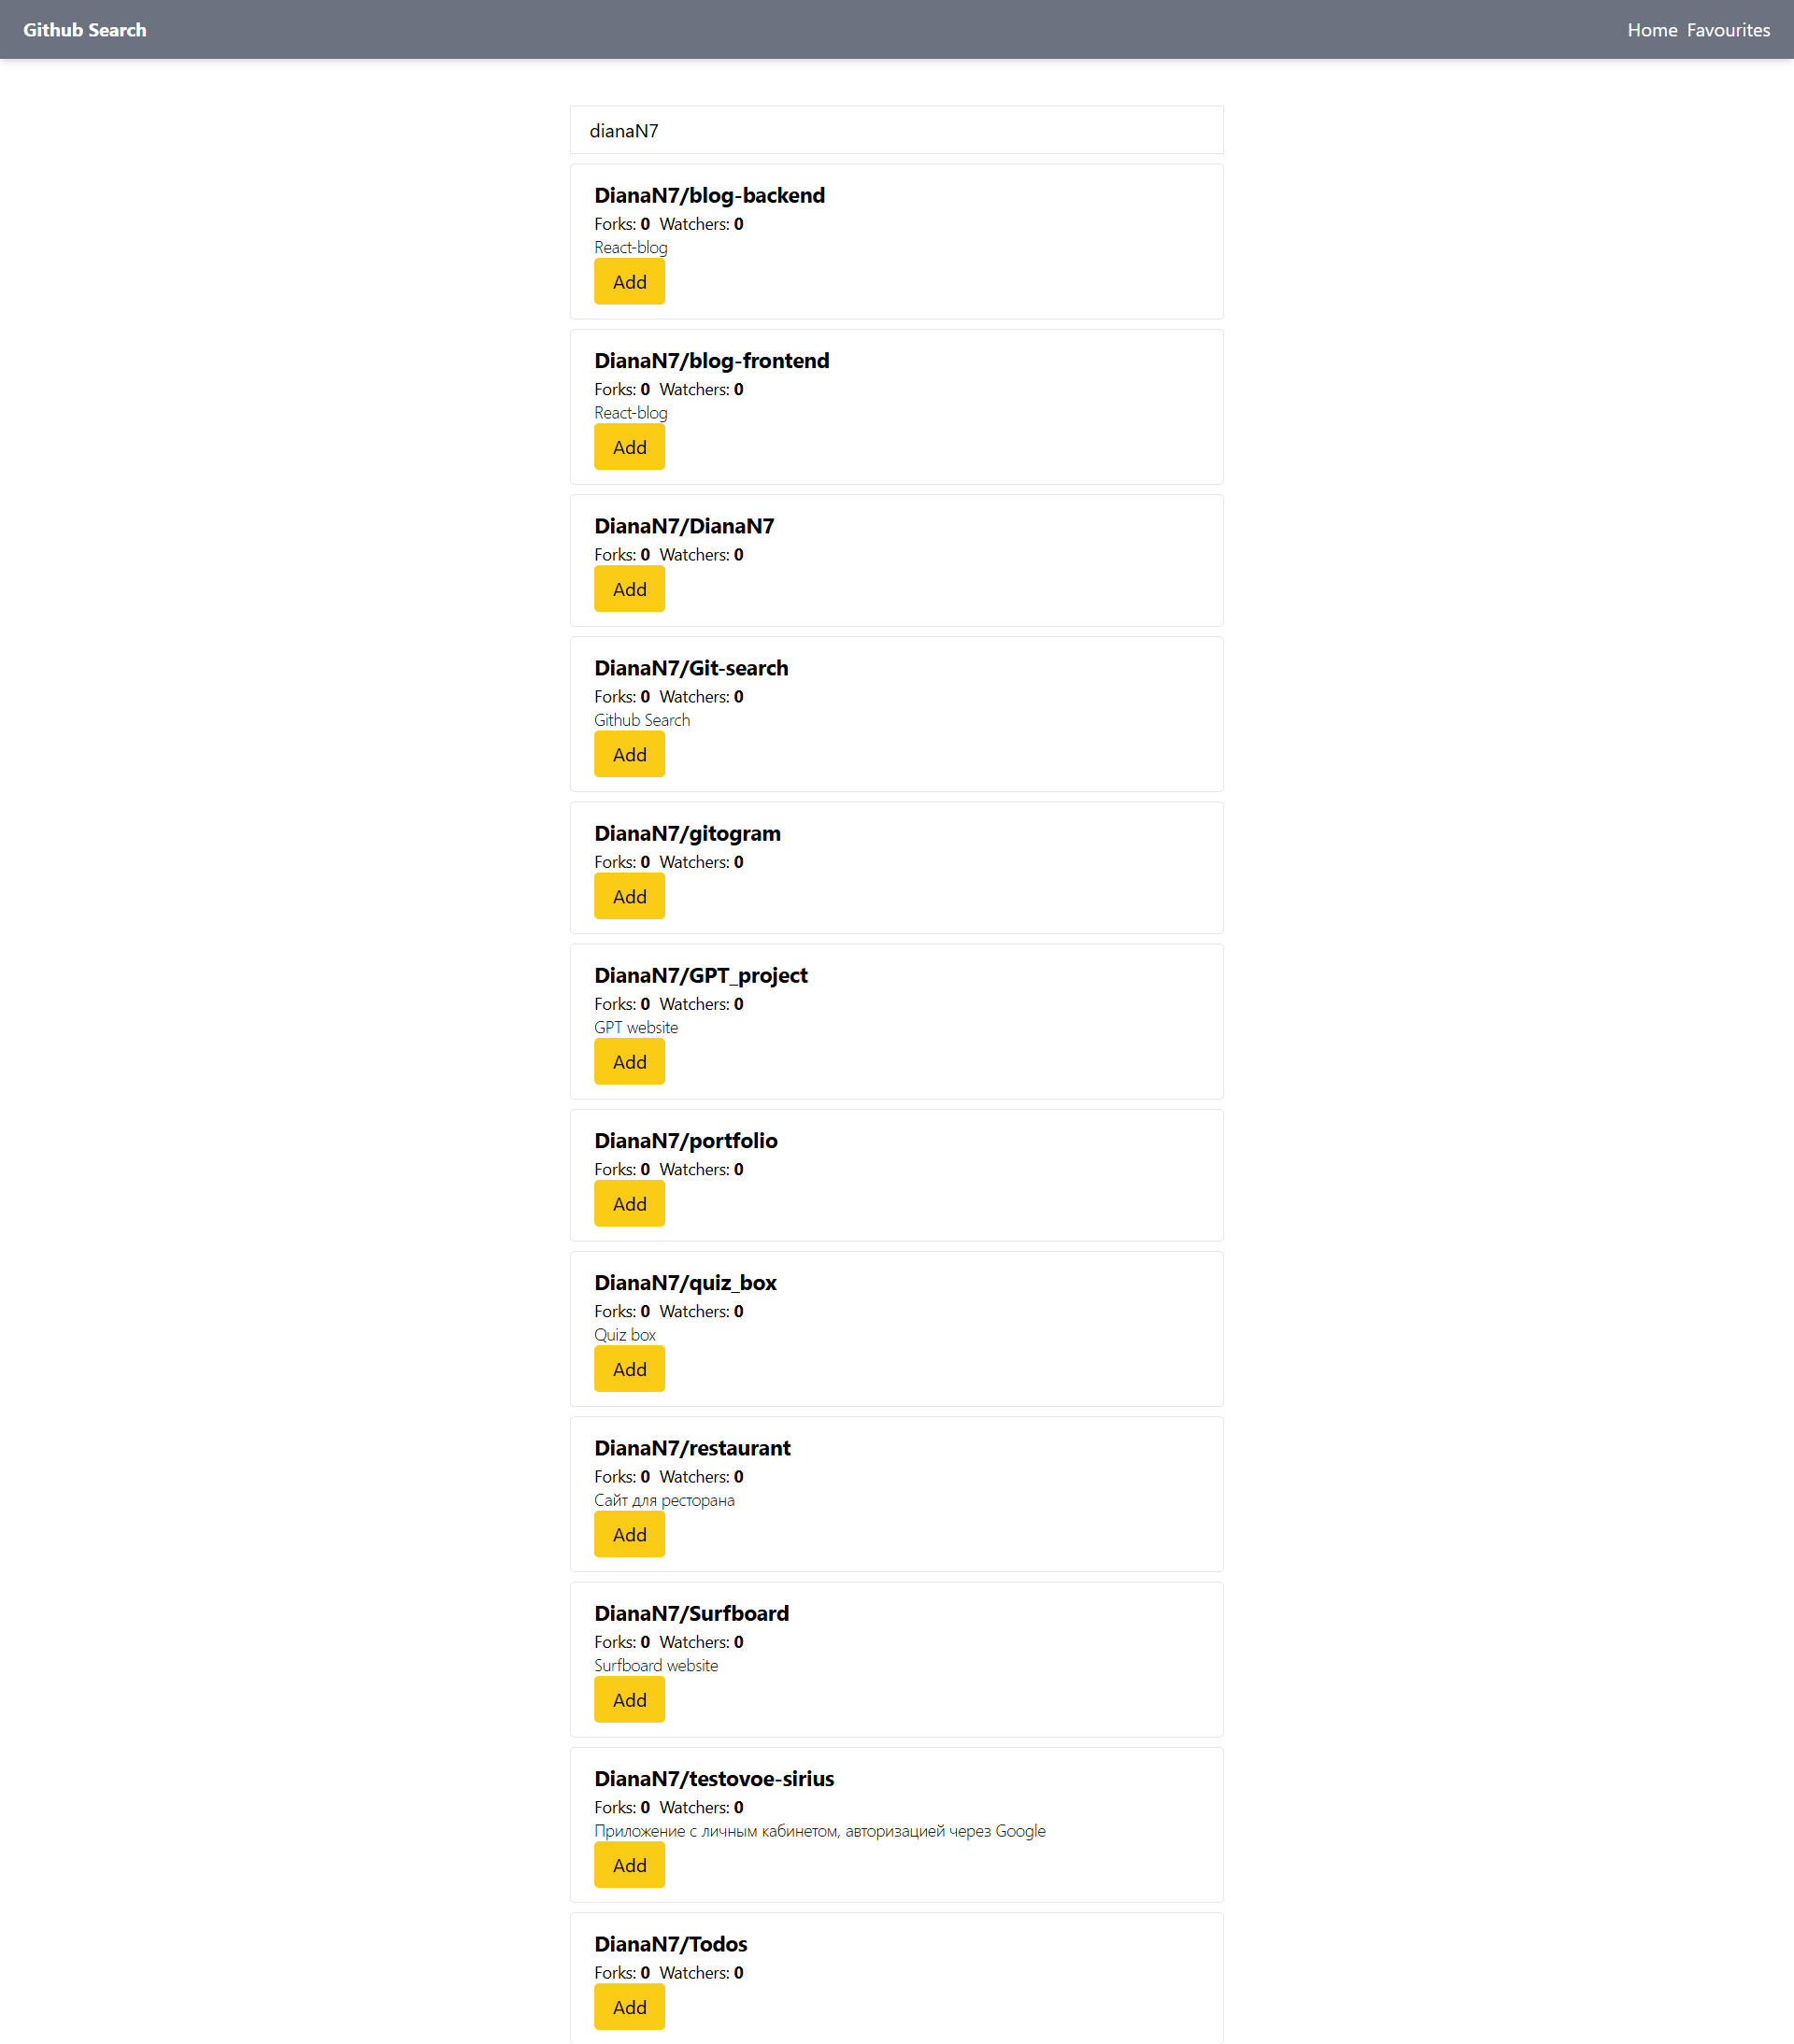 Github Search
Home Favourites
dianaN7
DianaN7/blog-backend
Forks: 0 Watchers: 0
React-blog
Add
DianaN7/blog-frontend
Forks: 0 Watchers: 0
React-blog
Add
DianaN7/DianaN7
Forks: 0 Watchers: 0
Add
DianaN7/Git-search
Forks: 0 Watchers: 0
Github Search
Add
DianaN7/gitogram
Forks: 0 Watchers: 0
Add
DianaN7/GPT_project
Forks: 0 Watchers: 0
GPT website
Add
DianaN7/portfolio
Forks: 0 Watchers: 0
Add
DianaN7/quiz_box
Forks: 0 Watchers: 0
Quiz box
Add
DianaN7/restaurant
Forks: 0 Watchers: 0
Сайт для ресторана
Add
DianaN7/Surfboard
Forks: 0 Watchers: 0
Surfboard website
Add
DianaN7/testovoe-sirius
Forks: 0 Watchers: 0
Приложение с личным кабинетом, авторизацией через Google
Add
DianaN7/Todos
Forks: 0 Watchers: 0
Add